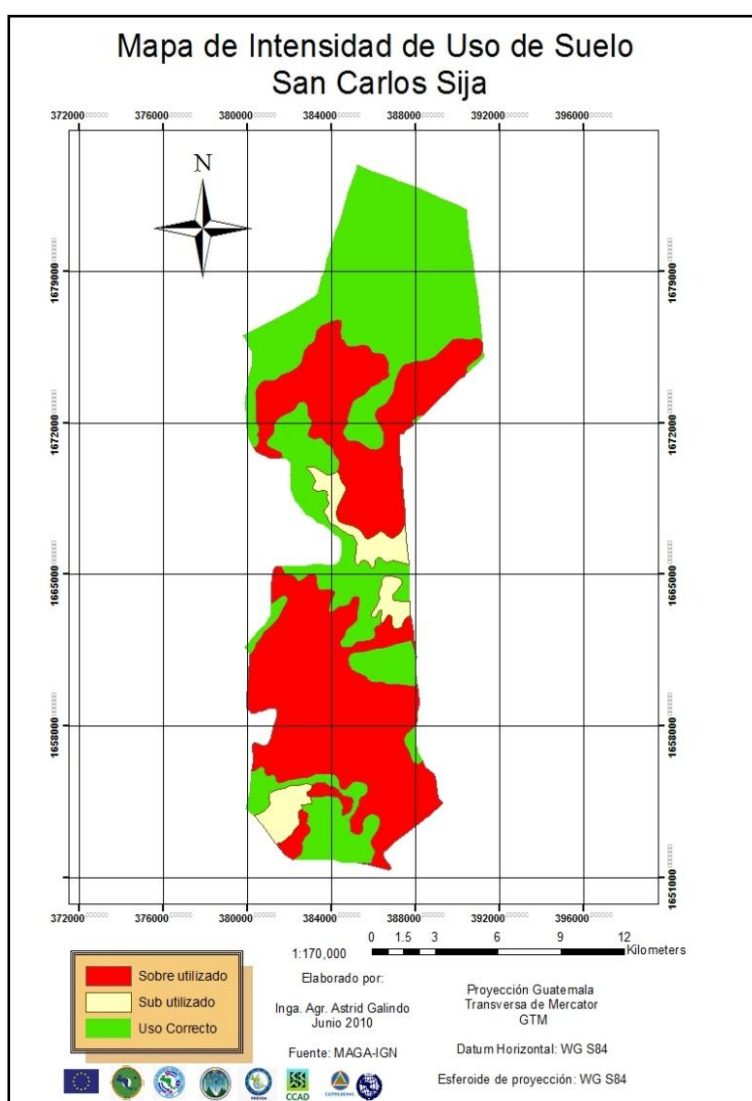 Mapa de Intensidad de Uso de Suelo
San Carlos Sija
372000 376000 380000 384000 388000 392000 396000
N
1679000 1679000
1672000 1672000
1665000 1665000
1658000 1658000
1651000 1651000
372000 376000 380000 384000 388000 392000 396000
Sobre utilizado
Sub utilizado
Uso Correcto
1:170,000
0 1.5 3 6 9 12
Kilometers
Elaborado por:
Inga. Agr. Astrid Galindo
Junio 2010
Fuente: MAGA-IGN
Proyección Guatemala
Transversa de Mercator
GTM
Datum Horizontal: WG S84
Esferoide de proyección: WG S84
CCAD